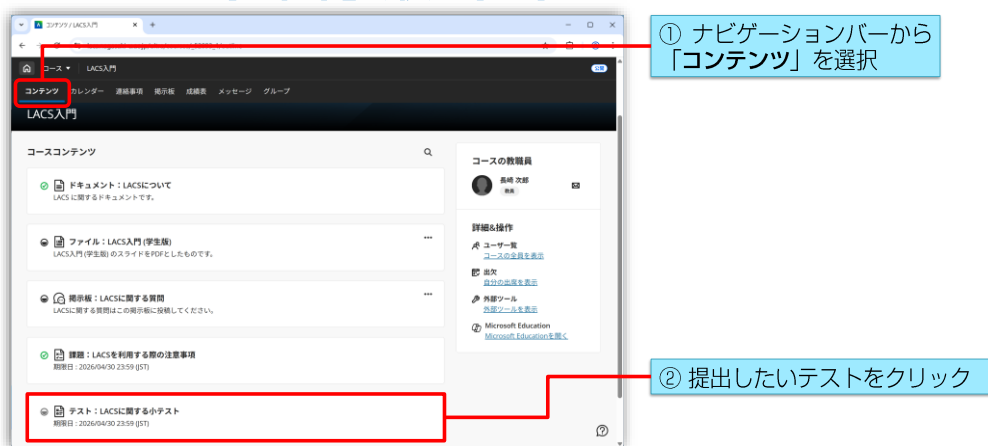 コンテンツ / LACS入門
コース
LACS入門
公開
コンテンツ カレンダー 連絡事項 掲示板 成績表 メッセージ グループ
LACS入門
コースコンテンツ
ドキュメント：LACSについて
LACS に関するドキュメントです。
ファイル：LACS入門 (学生版)
LACS入門 (学生版) のスライドをPDFとしたものです。
掲示板：LACSに関する質問
LACSに関する質問はこの掲示板に投稿してください。
課題：LACSを利用する際の注意事項
期限日 : 2026/04/30 23:59 (JST)
テスト：LACSに関する小テスト
期限日 : 2026/04/30 23:59 (JST)
コースの教職員
長崎 次郎
教員
詳細&操作
ユーザ一覧
コースの全員を表示
出欠
自分の出席を表示
外部ツール
外部ツールを表示
Microsoft Education
Microsoft Educationを開く
① ナビゲーションバーから
「コンテンツ」を選択
② 提出したいテストをクリック